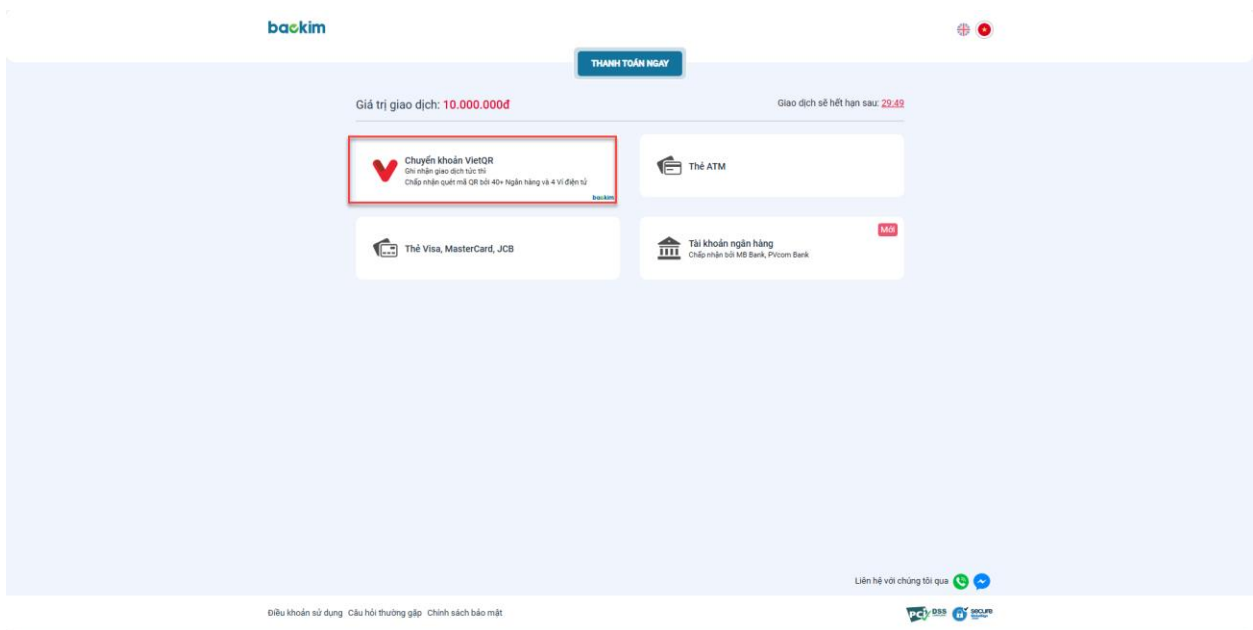 baokim
THANH TOÁN NGAY
Giá trị giao dịch: 10.000.000đ
Giao dịch sẽ hết hạn sau: 29:49
Chuyển khoản VietQR
Ghi nhận giao dịch tức thì
Chấp nhận quét mã QR bởi 40+ Ngân hàng và 4 Ví điện tử
baokim
Thẻ ATM
Thẻ Visa, MasterCard, JCB
Mới
Tài khoản ngân hàng
Chấp nhận bởi MB Bank, PVcom Bank
Liên hệ với chúng tôi qua
Điều khoản sử dụng Câu hỏi thường gặp Chính sách bảo mật
PCI DSS
SECURE